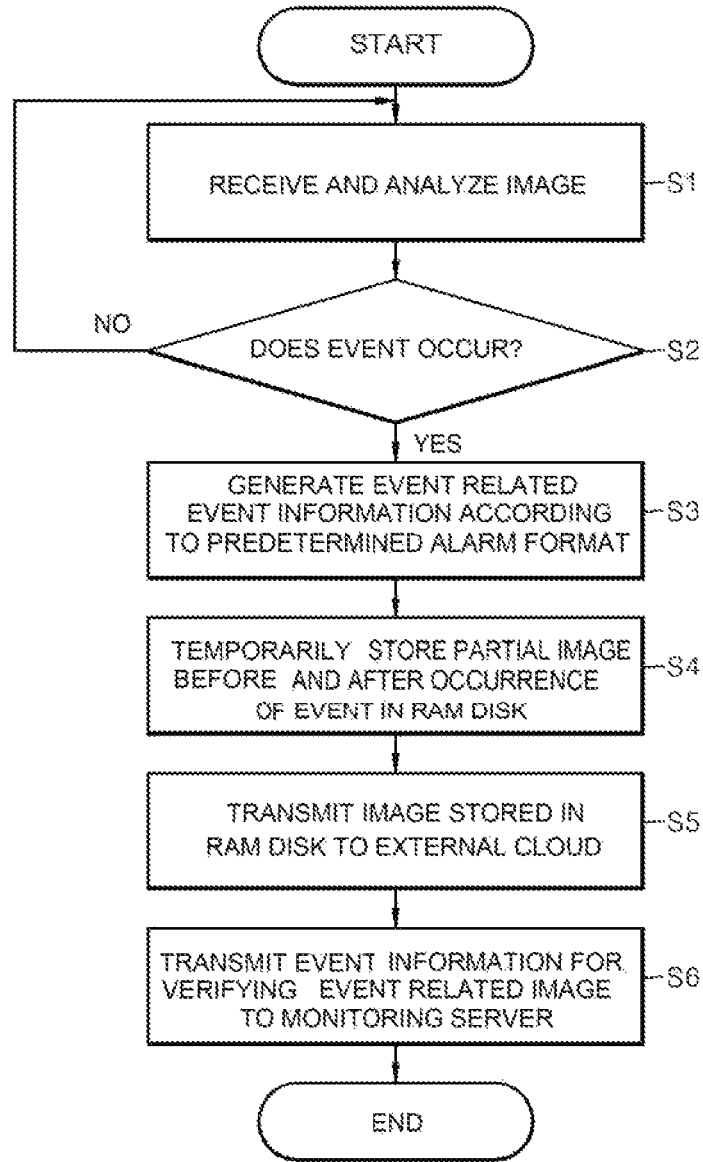 START
RECEIVE AND ANALYZE IMAGE
S1
NO
DOES EVENT OCCUR?
S2
YES
GENERATE EVENT RELATED
EVENT INFORMATION ACCORDING
TO PREDETERMINED ALARM FORMAT
S3
TEMPORARILY STORE PARTIAL IMAGE
BEFORE AND AFTER OCCURRENCE
OF EVENT IN RAM DISK
S4
TRANSMIT IMAGE STORED IN
RAM DISK TO EXTERNAL CLOUD
S5
TRANSMIT EVENT INFORMATION FOR
VERIFYING EVENT RELATED IMAGE
TO MONITORING SERVER
S6
END